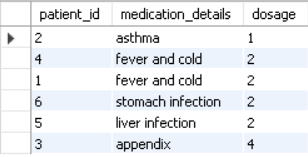 patient_id medication_details dosage
2 asthma 1
4 fever and cold 2
1 fever and cold 2
6 stomach infection 2
5 liver infection 2
3 appendix 4